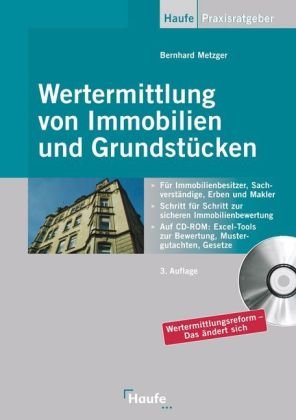 Haufe Praxisratgeber
Bernhard Metzger
Wertermittlung
von Immobilien
und Grundstücken
Für Immobilienbesitzer, Sach-
verständige, Erben und Makler
Schritt für Schritt zur
sicheren Immobilienbewertung
Auf CD-ROM: Excel-Tools
zur Bewertung, Muster-
gutachten, Gesetze
3. Auflage
Wertermittlungsreform –
Das ändert sich
Haufe